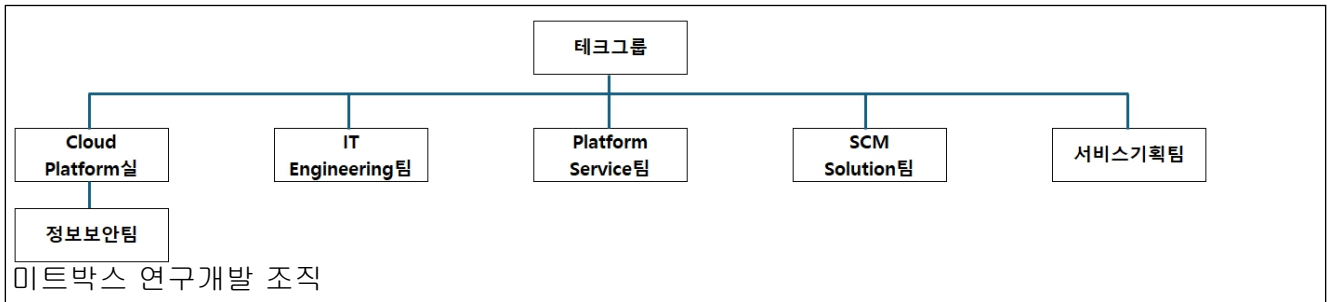 테크그룹
Cloud
Platform실
IT
Engineering팀
Platform
Service팀
SCM
Solution팀
서비스기획팀
정보보안팀
미트박스 연구개발 조직